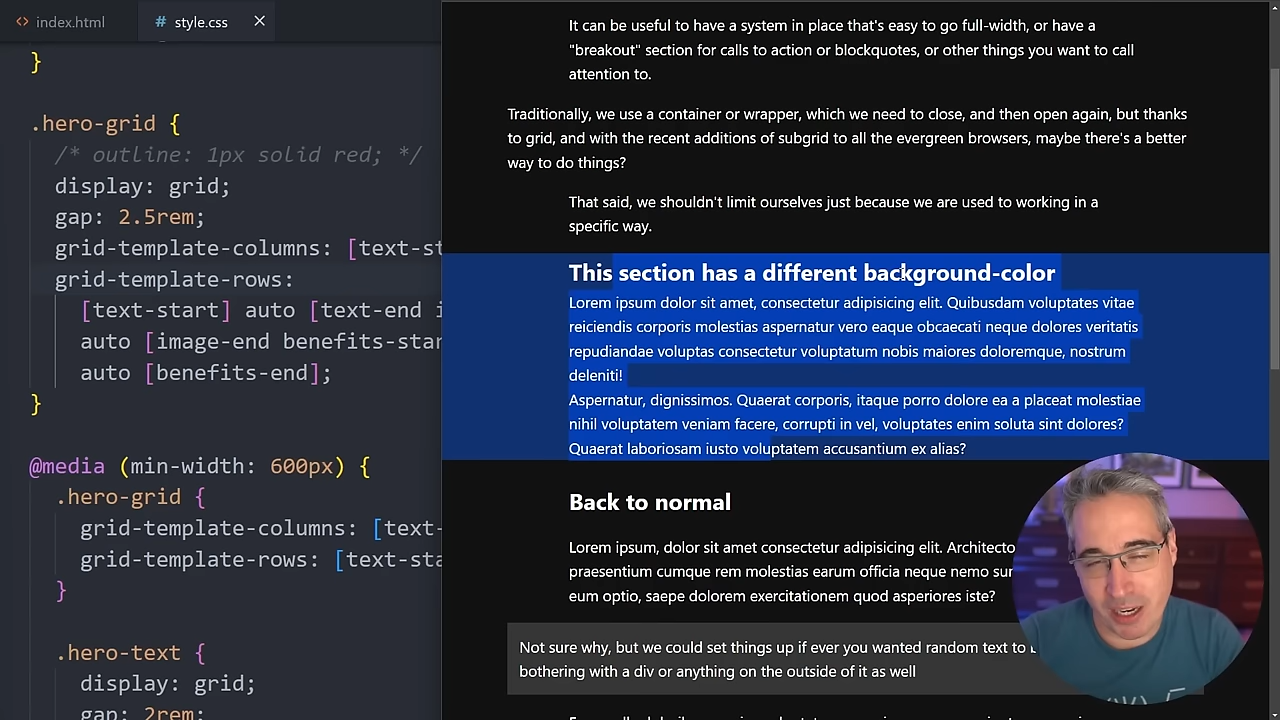 index.html
# style.css
}
.hero-grid {
/* outline: 1px solid red; */
display: grid;
gap: 2.5rem;
grid-template-columns: [text-st
grid-template-rows:
[text-start] auto [text-end i
auto [image-end benefits-star
auto [benefits-end];
}
@media (min-width: 600px) {
.hero-grid {
grid-template-columns: [text-
grid-template-rows: [text-sta
}
.hero-text {
display: grid;
gap: 2rem;
It can be useful to have a system in place that's easy to go full-width, or have a
"breakout" section for calls to action or blockquotes, or other things you want to call
attention to.
Traditionally, we use a container or wrapper, which we need to close, and then open again, but thanks
to grid, and with the recent additions of subgrid to all the evergreen browsers, maybe there's a better
way to do things?
That said, we shouldn't limit ourselves just because we are used to working in a
specific way.
This section has a different background-color
Lorem ipsum dolor sit amet, consectetur adipisicing elit. Quibusdam voluptates vitae
reiciendis corporis molestias aspernatur vero eaque obcaecati neque dolores veritatis
repudiandae voluptas consectetur voluptatum nobis maiores doloremque, nostrum
deleniti!
Aspernatur, dignissimos. Quaerat corporis, itaque porro dolore ea a placeat molestiae
nihil voluptatem veniam facere, corrupti in vel, voluptates enim soluta sint dolores?
Quaerat laboriosam iusto voluptatem accusantium ex alias?
Back to normal
Lorem ipsum, dolor sit amet consectetur adipisicing elit. Architecto
praesentium cumque rem molestias earum officia neque nemo sun
eum optio, saepe dolorem exercitationem quod asperiores iste?
Not sure why, but we could set things up if ever you wanted random text to
bothering with a div or anything on the outside of it as well